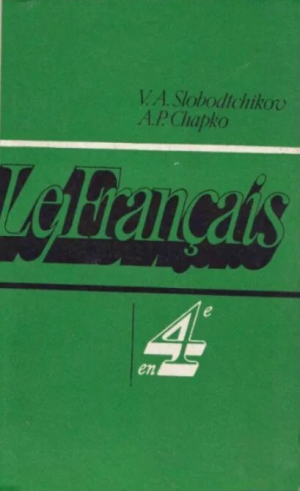 V. A. Slobodtchikov
A.P. Chapko
Le Français
en 4e